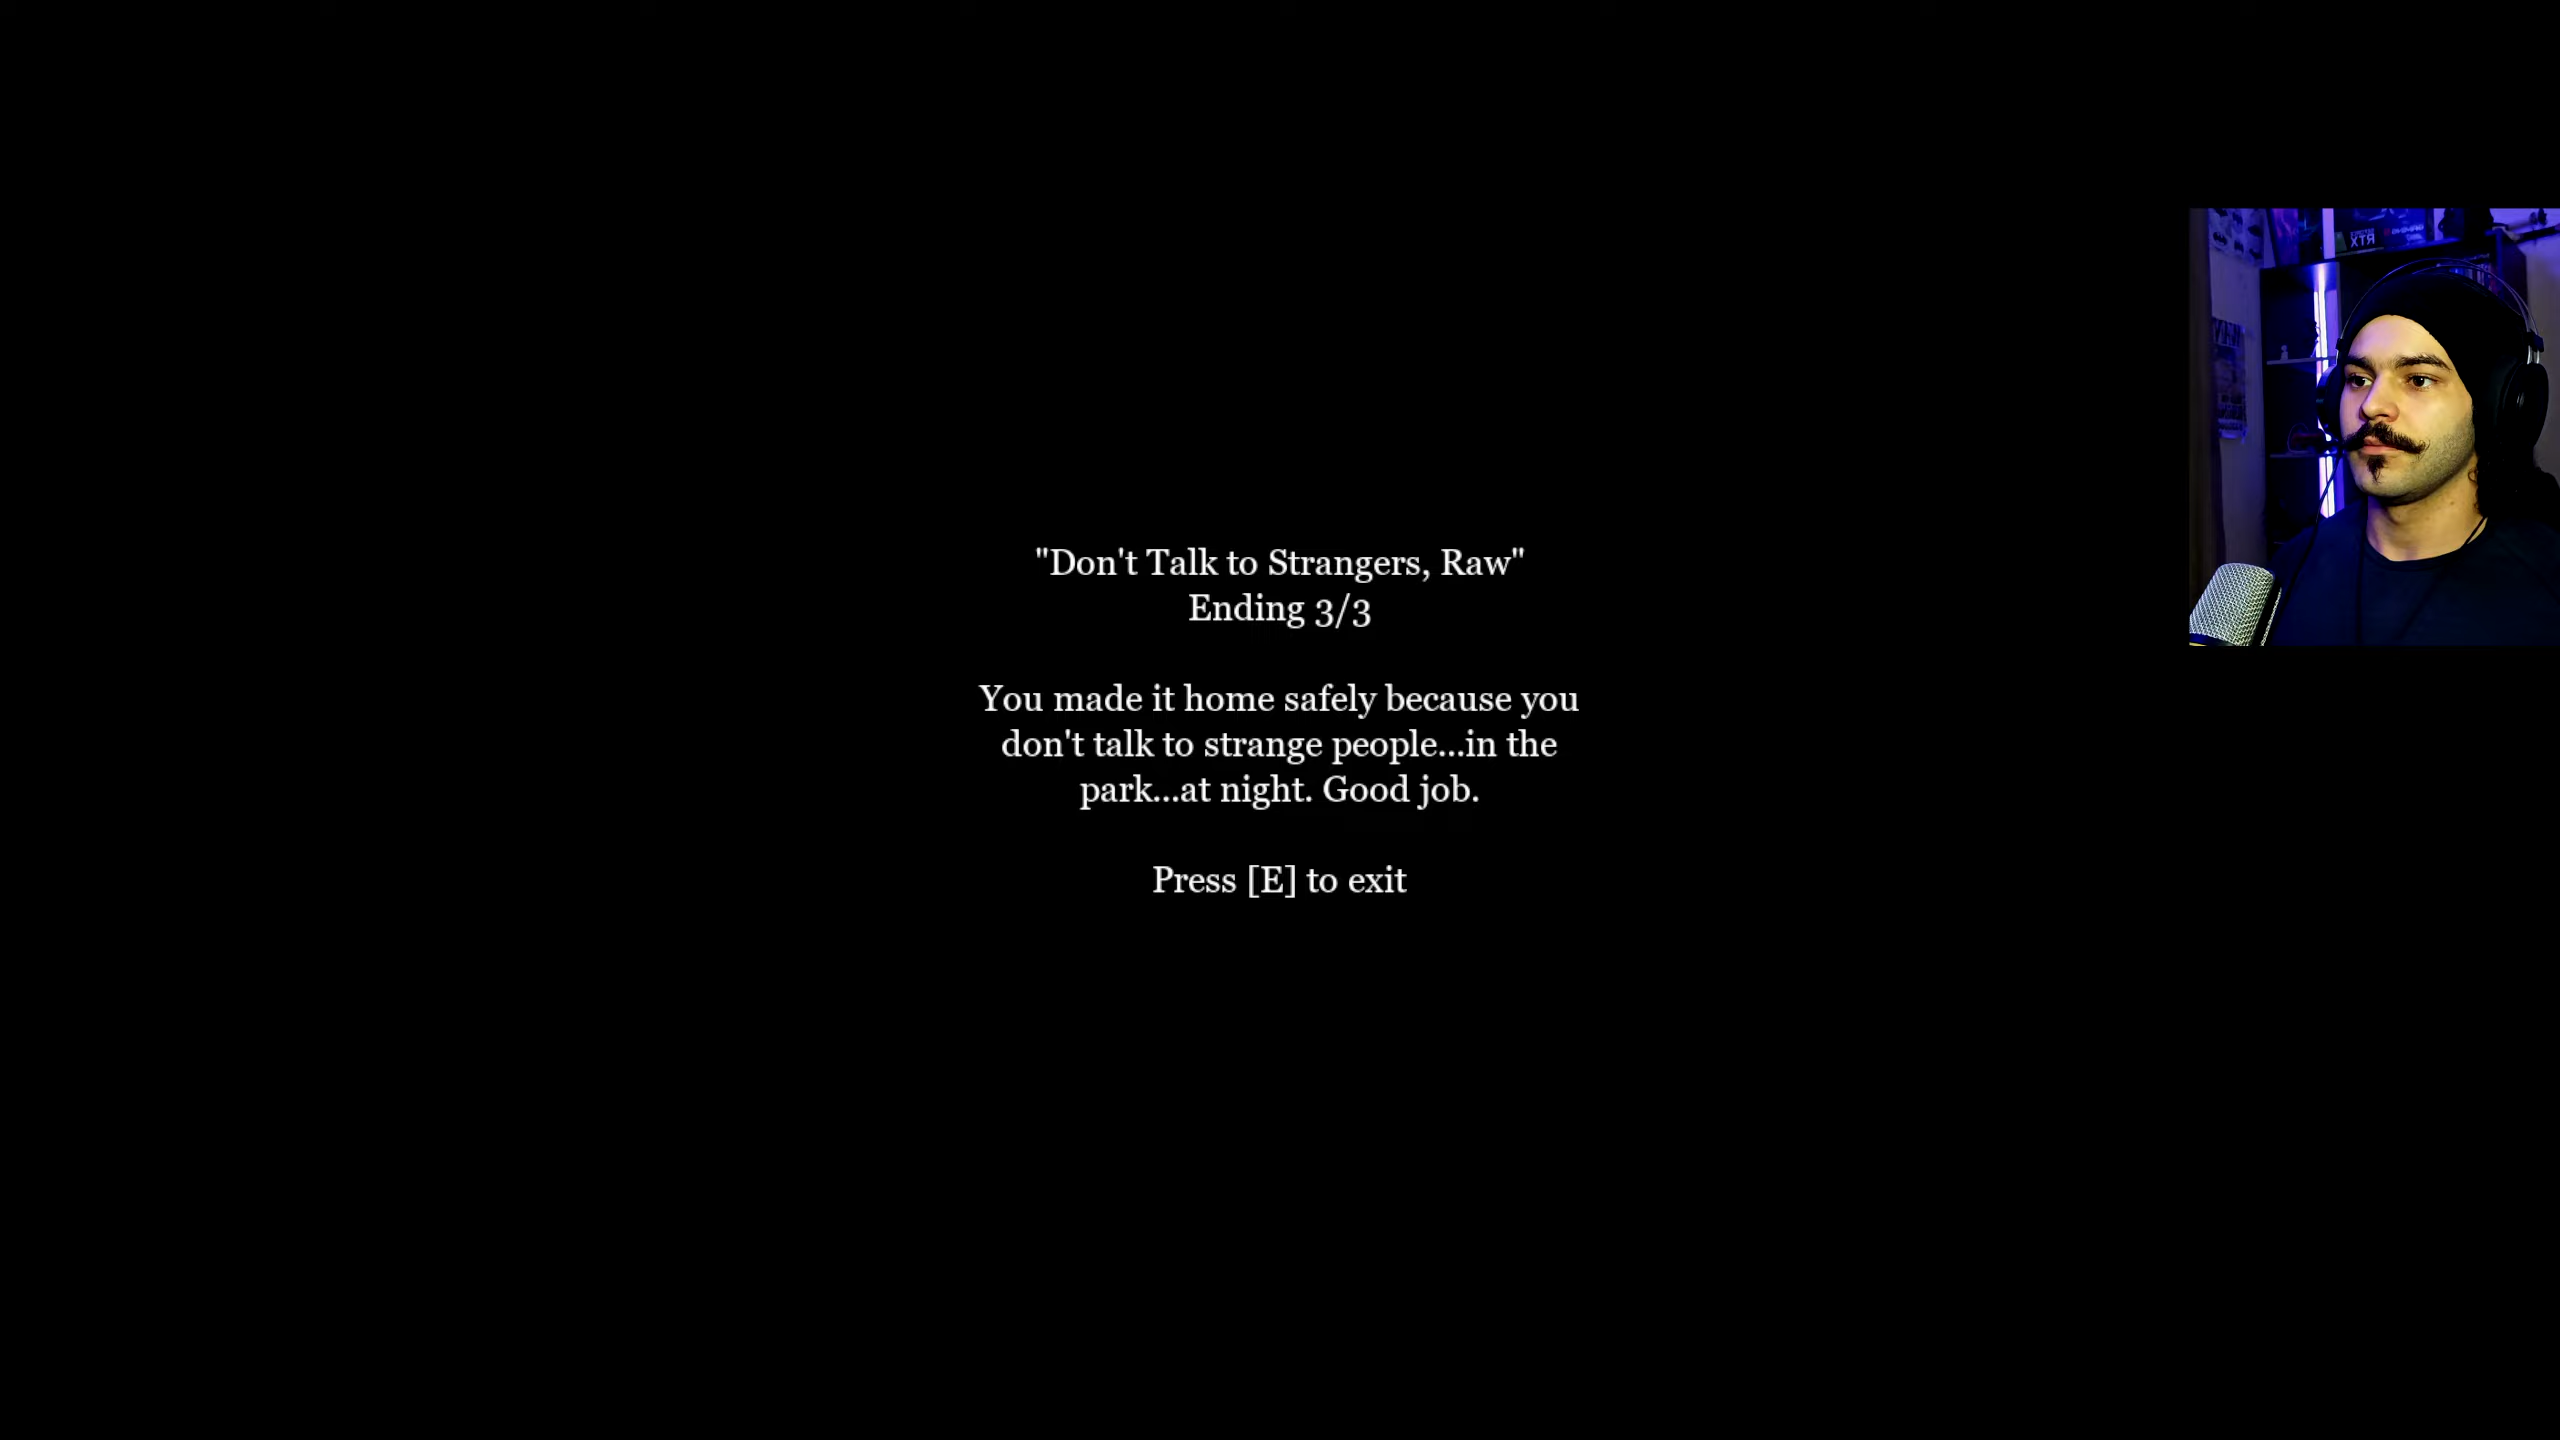 "Don't Talk to Strangers, Raw"
Ending 3/3
You made it home safely because you
don't talk to strange people...in the
park...at night. Good job.
Press [E] to exit